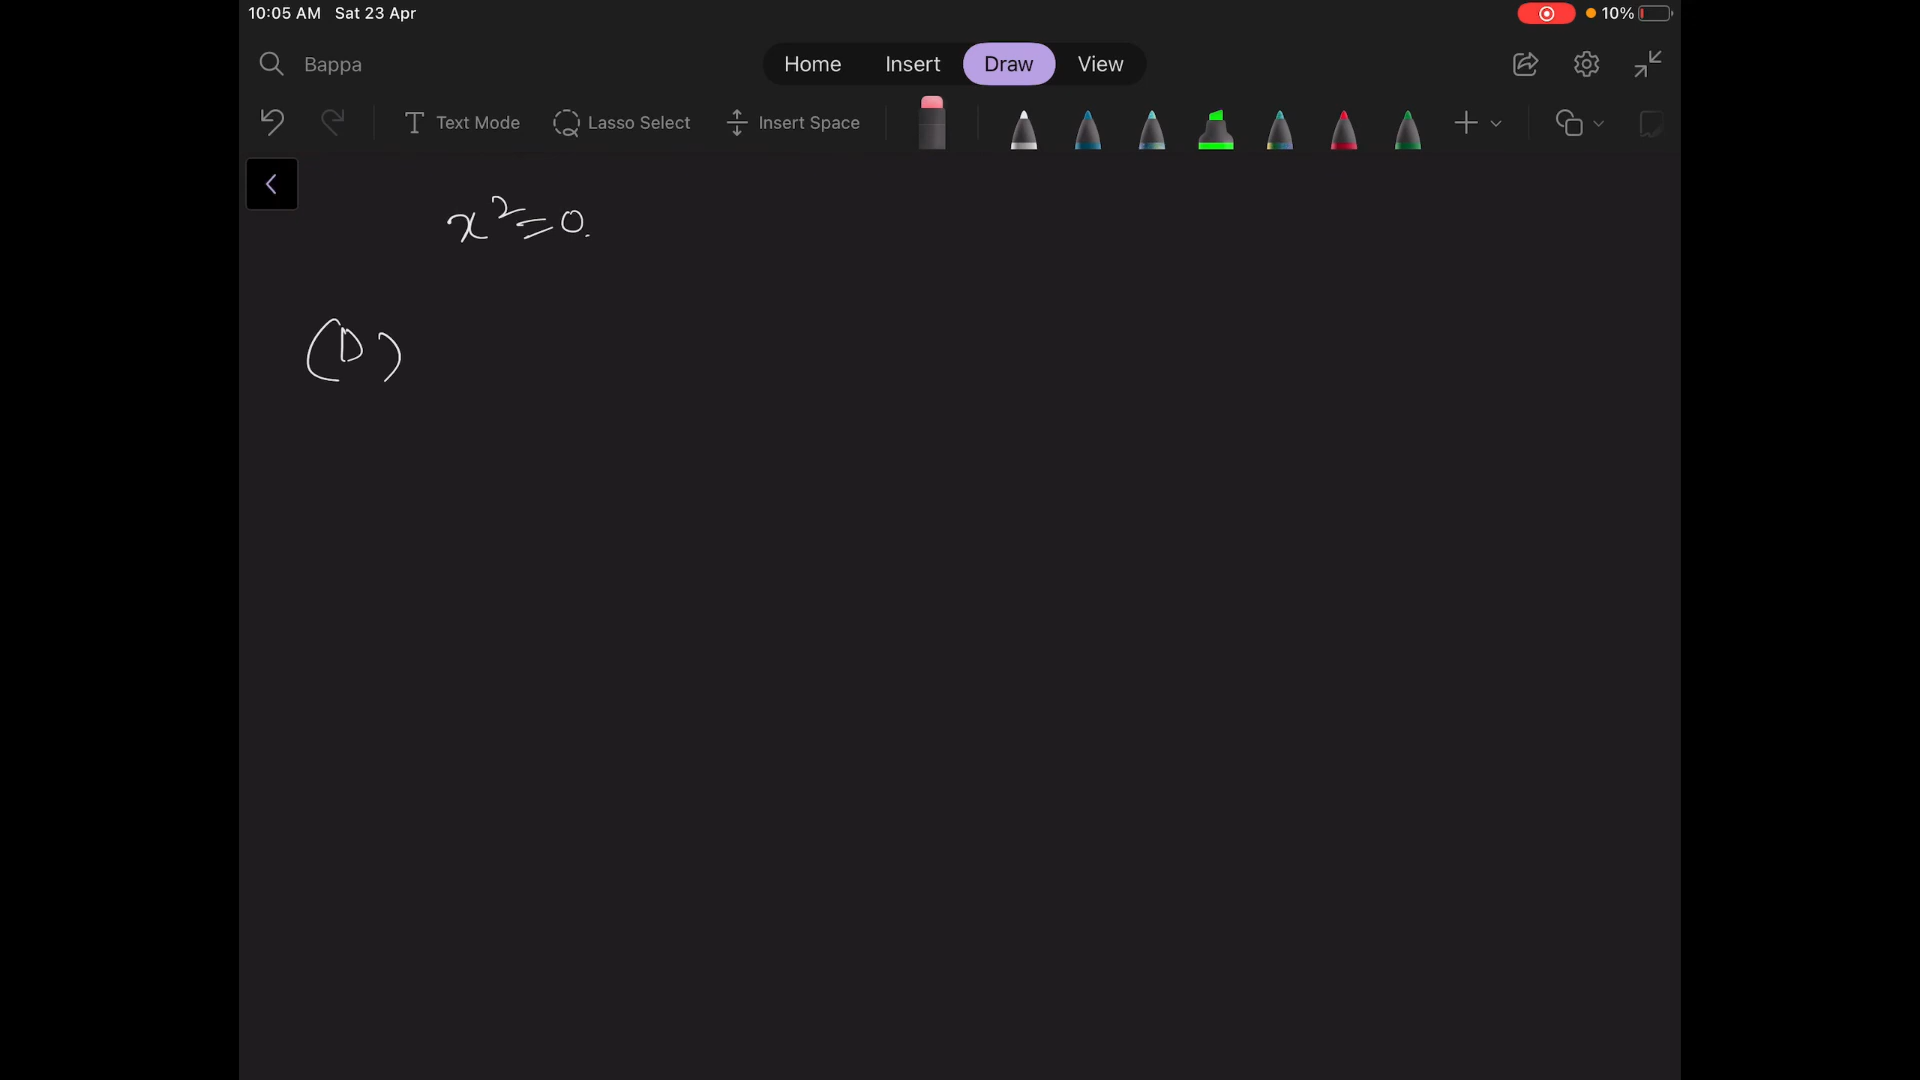 10:05 AM Sat 23 Apr
10%
Bappa
Home Insert Draw View
Text Mode Lasso Select Insert Space
x²=0.
(D)